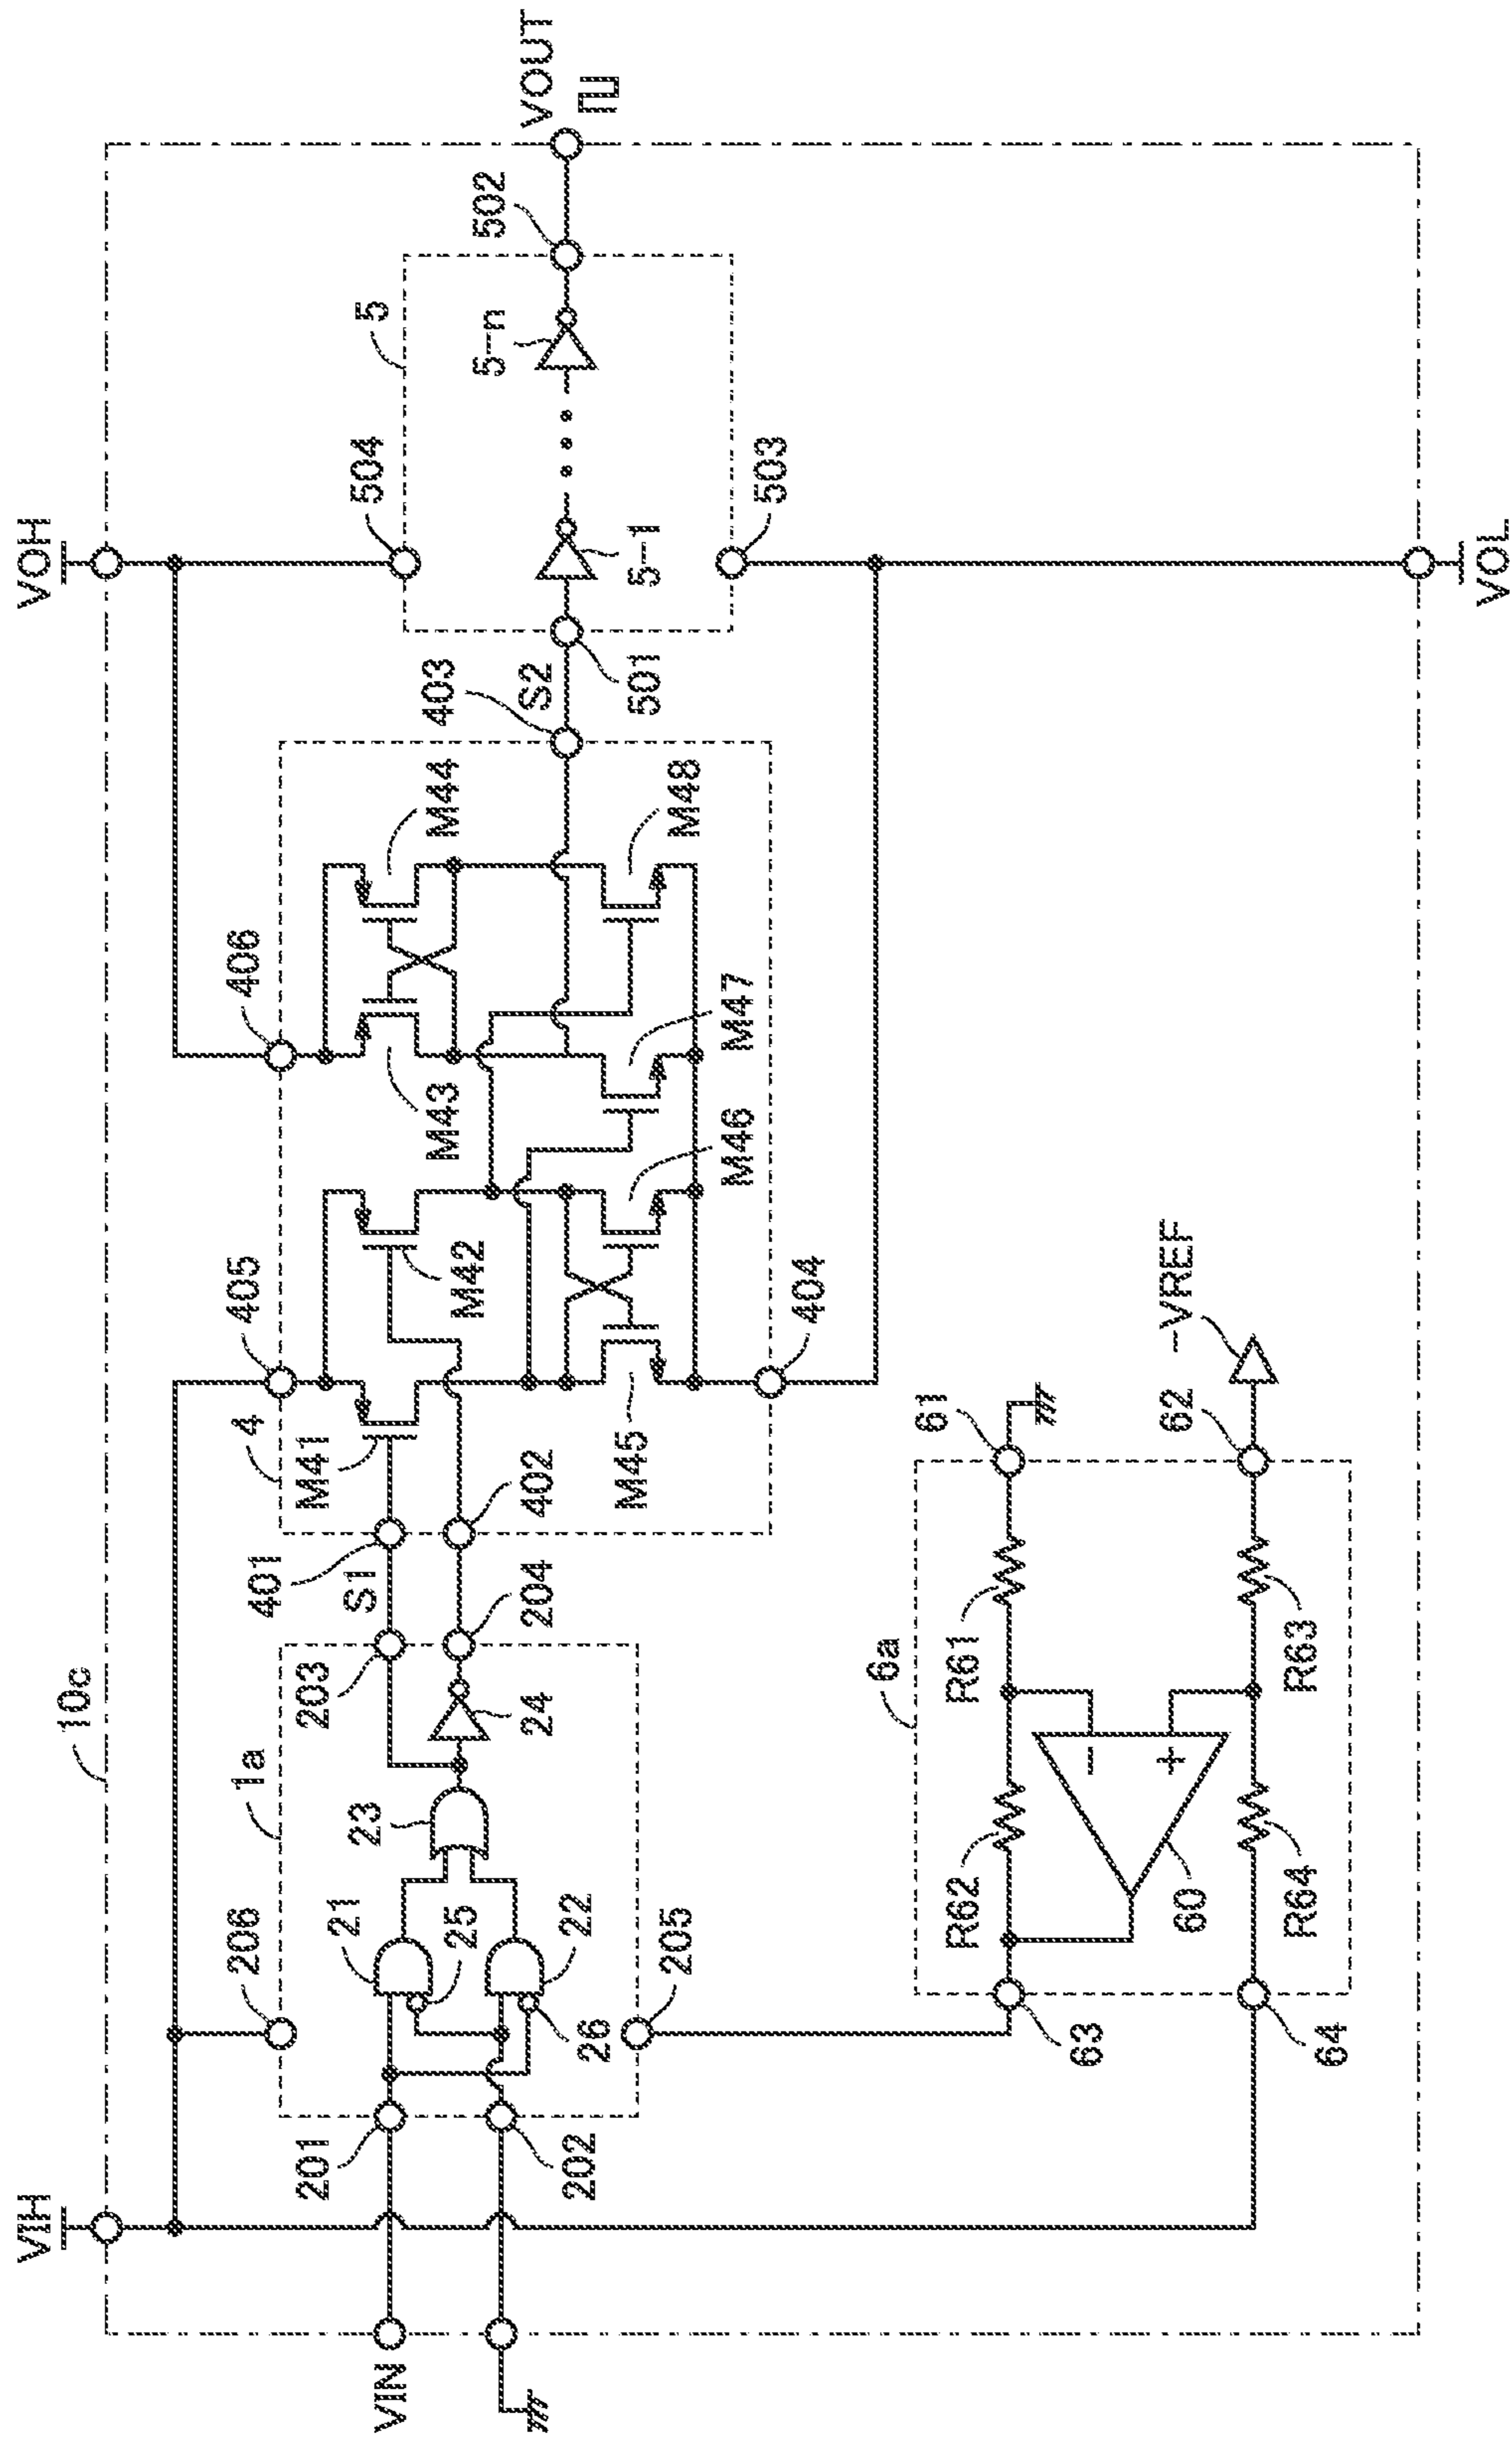 10c
VIH
VOH
VIN
VOUT
VOL
1a
206
201
202
203
204
205
21
22
23
24
25
26
S1
4
401
402
403
404
405
406
M41
M42
M43
M44
M45
M46
M47
M48
S2
5
501
502
503
504
5-1
5-n
6a
61
62
63
64
R61
R62
R63
R64
60
−
+
-VREF